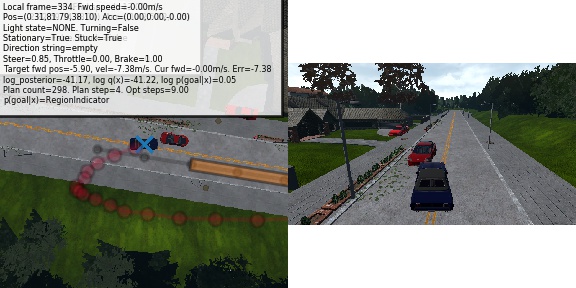 Local frame=334. Fwd speed=-0.00m/s
Pos=(0.31,81.79,38.10). Acc=(0.00,0.00,-0.00)
Light state=NONE. Turning=False
Stationary=True. Stuck=True
Direction string=empty
Steer=0.85, Throttle=0.00, Brake=1.00
Target fwd pos=-5.90, vel=-7.38m/s. Cur fwd=-0.00m/s. Err=-7.38
log_posterior=-41.17, log q(x)=-41.22, log p(goal|x)=0.05
Plan count=298. Plan step=4. Opt steps=9.00
p(goal|x)=RegionIndicator